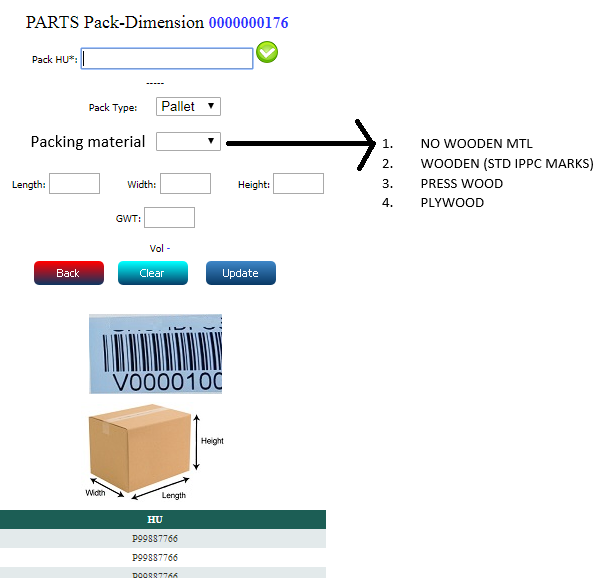 PARTS Pack-Dimension 0000000176
Pack HU*:
-----
Pack Type: Pallet
Packing material
1. NO WOODEN MTL
2. WOODEN (STD IPPC MARKS)
3. PRESS WOOD
4. PLYWOOD
Length: Width: Height:
GWT:
Vol -
Back Clear Update
V0000100
Height
Width
Length
HU
P99887766
P99887766
P99887766